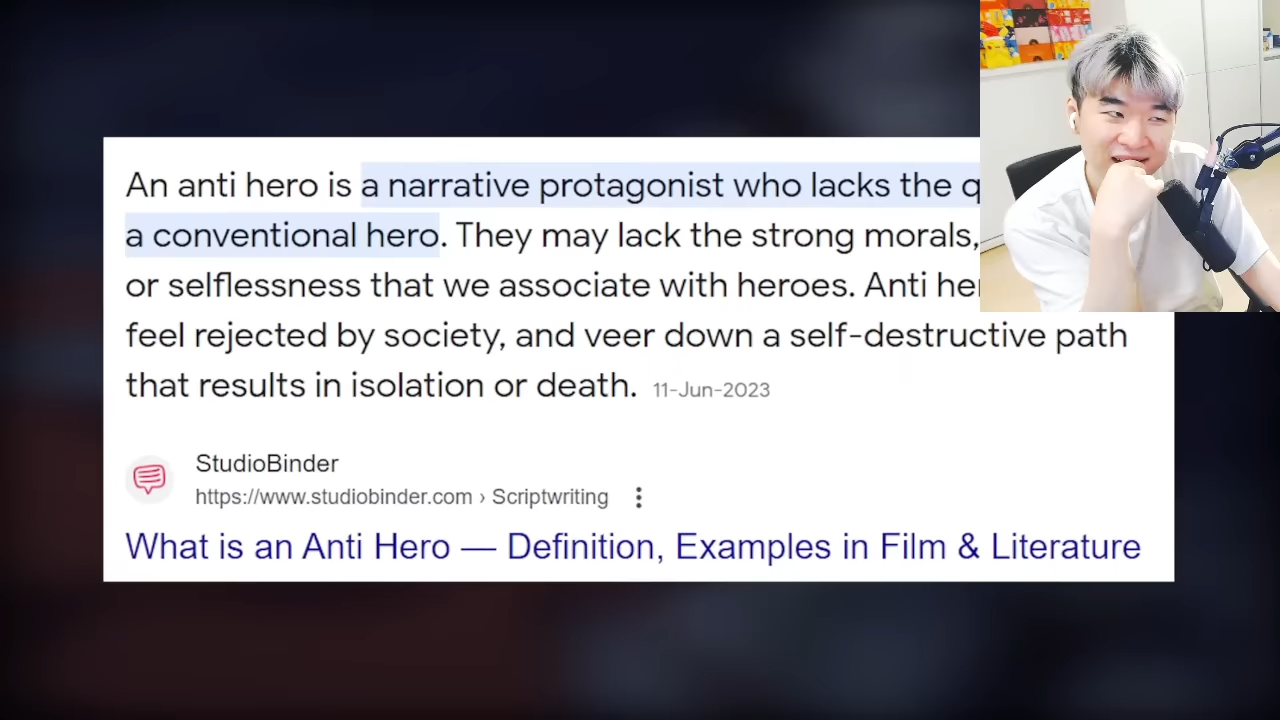 An anti hero is a narrative protagonist who lacks the
a conventional hero. They may lack the strong morals,
or selflessness that we associate with heroes. Anti
feel rejected by society, and veer down a self-destructive path
that results in isolation or death. 11-Jun-2023
StudioBinder
https://www.studiobinder.com › Scriptwriting
What is an Anti Hero — Definition, Examples in Film & Literature